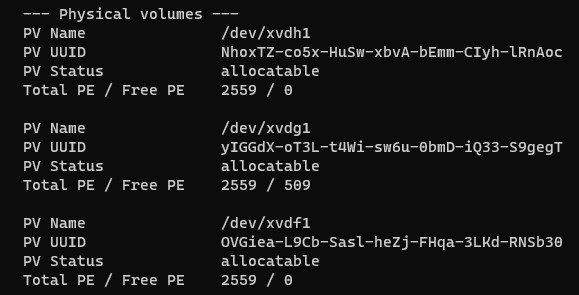 --- Physical volumes ---
PV Name /dev/xvdh1
PV UUID NhoxTZ-co5x-HuSw-xbvA-bEmm-CIyh-lRnAoc
PV Status allocatable
Total PE / Free PE 2559 / 0
PV Name /dev/xvdg1
PV UUID yIGGdX-oT3L-t4Wi-sw6u-0bmD-iQ33-S9gegT
PV Status allocatable
Total PE / Free PE 2559 / 509
PV Name /dev/xvdf1
PV UUID OVGiea-L9Cb-Sasl-heZj-FHqa-3LKd-RNSb30
PV Status allocatable
Total PE / Free PE 2559 / 0